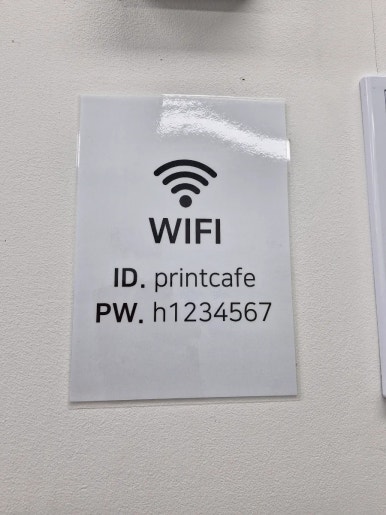 WIFI
ID. printcafe
PW. h1234567